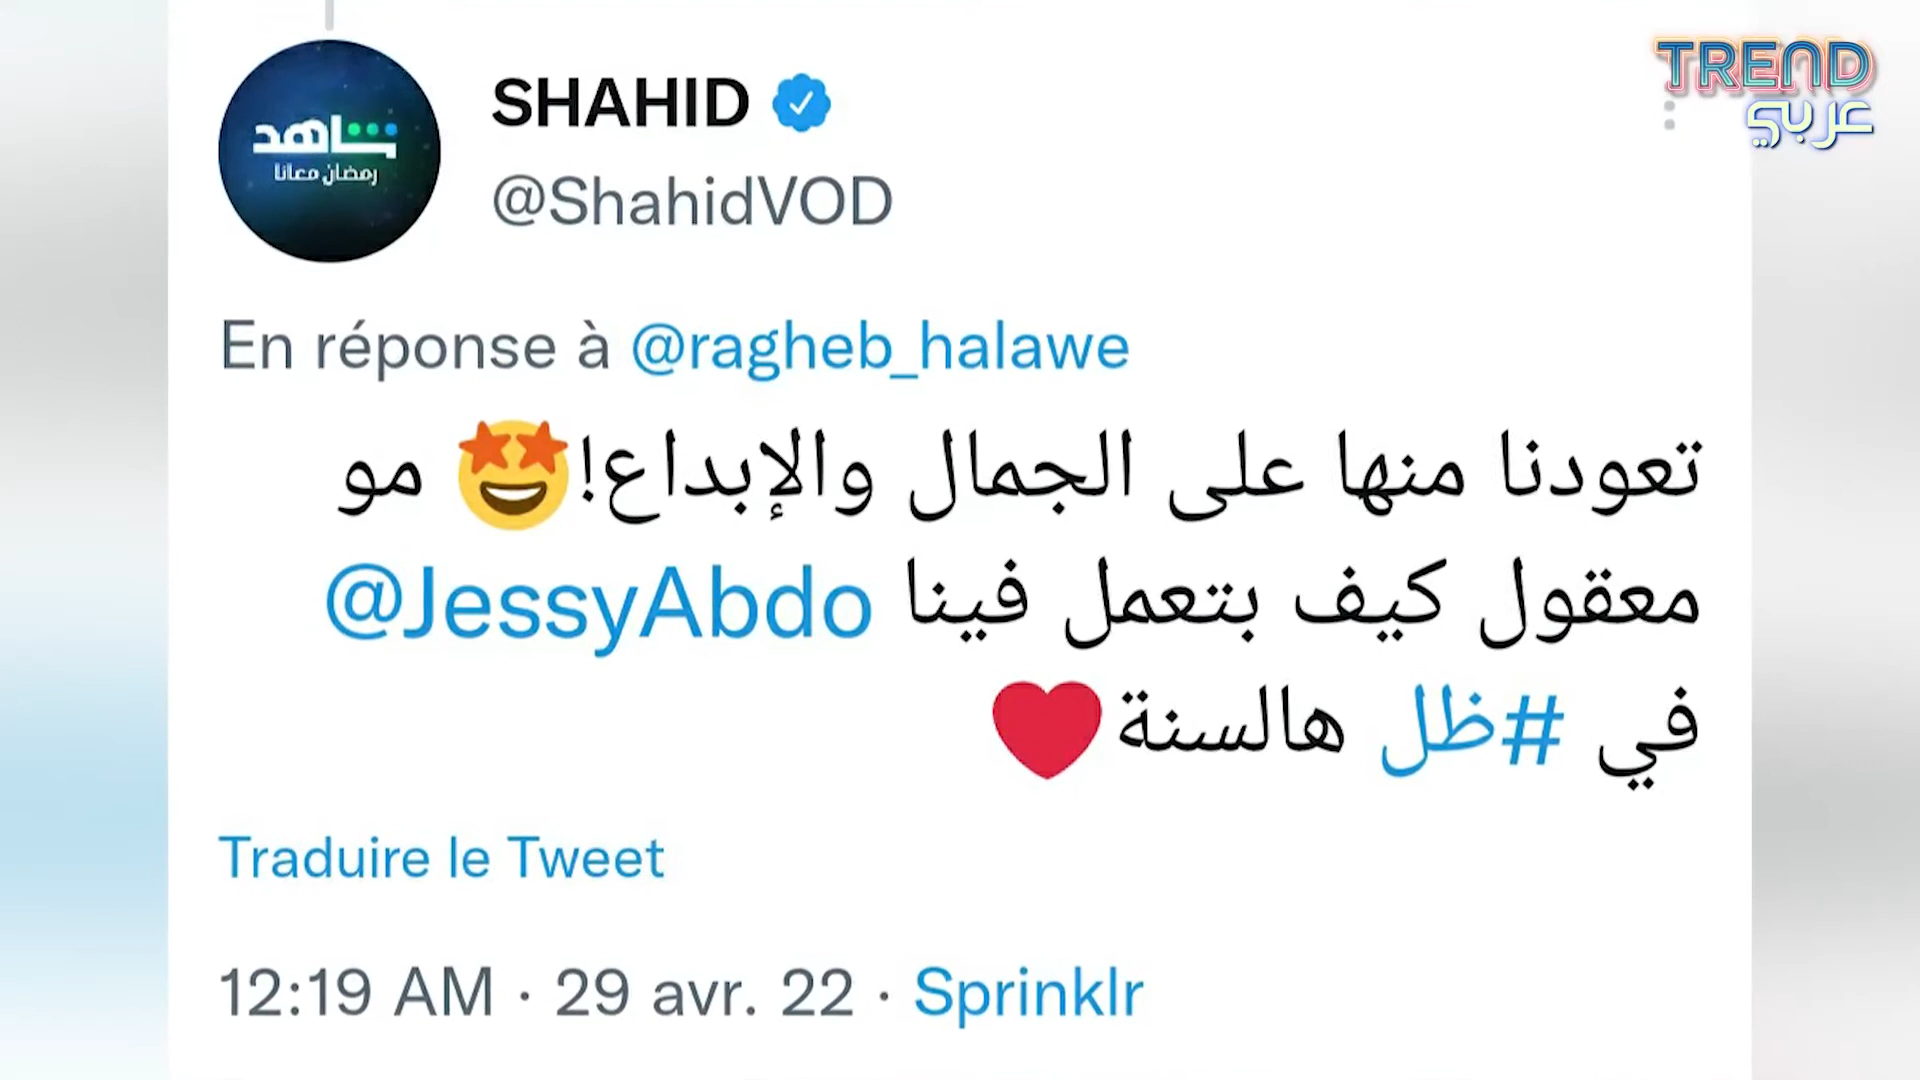 TREND
عربي
شاهد
رمضان معانا
SHAHID
@ShahidVOD
En réponse à @ragheb_halawe
تعودنا منها على الجمال والإبداع!🤩 مو
معقول كيف بتعمل فينا @JessyAbdo
في #ظل هالسنة❤️
Traduire le Tweet
12:19 AM · 29 avr. 22 · Sprinklr